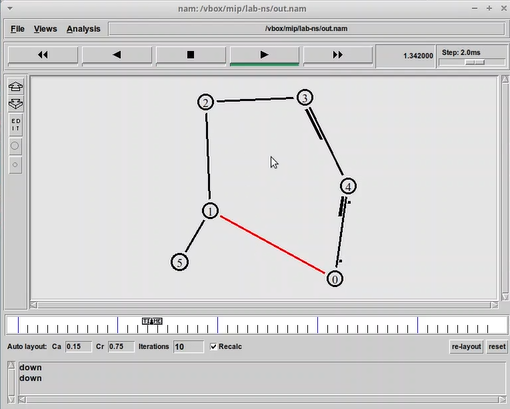 nam: /vbox/mip/lab-ns/out.nam
File Views Analysis /vbox/mip/lab-ns/out.nam
1.342000 Step: 2.0ms
ED
IT
2 3
4
1
5
0
TIME
Auto layout: Ca 0.15 Cr 0.75 Iterations 10 Recalc re-layout reset
down
down